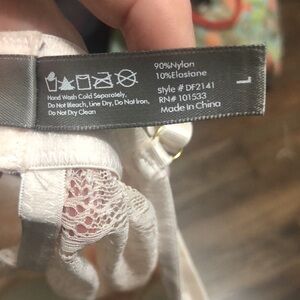 Hand Wash Cold Separately,
Do Not Bleach, Line Dry, Do Not Iron,
Do Not Dry Clean
90%Nylon
10%Elastane
Style # DF2141
RN# 101533
Made in China
L